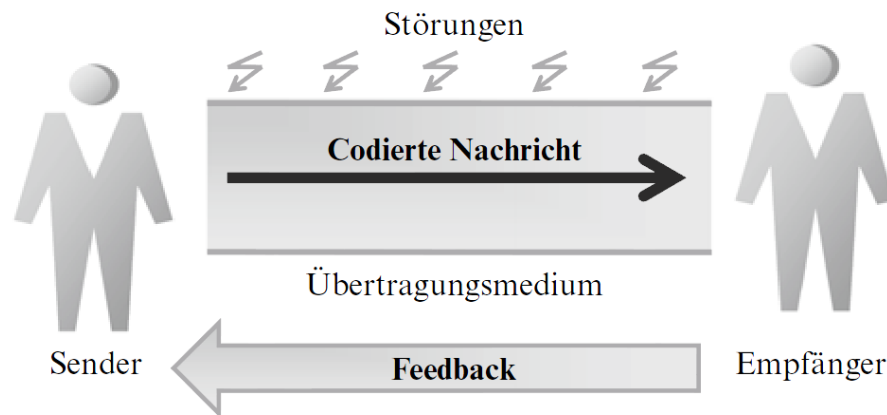 Störungen
Codierte Nachricht
Übertragungsmedium
Sender
Feedback
Empfänger